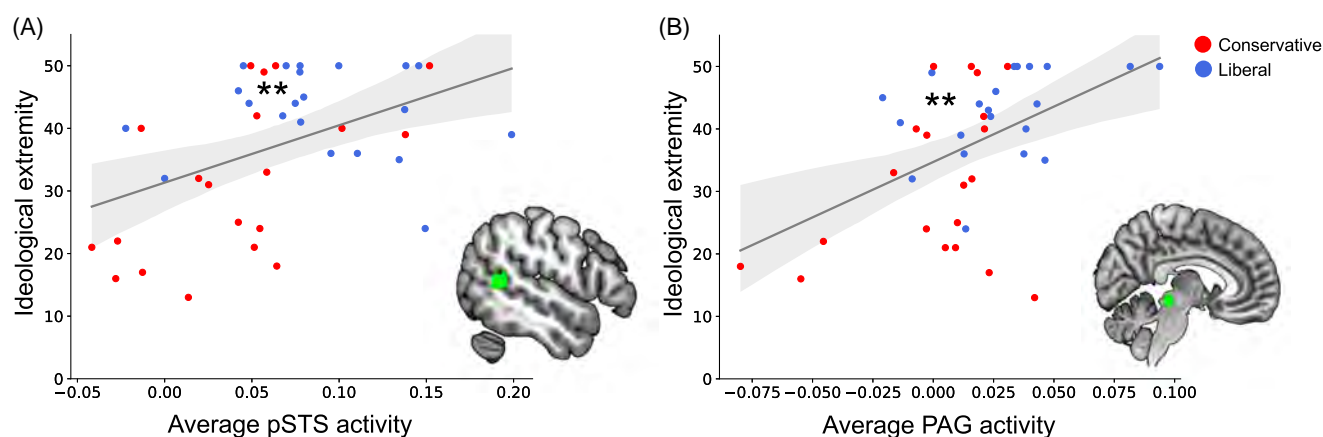 (A)
Ideological extremity
50
40
30
20
10
0
**
−0.05 0.00 0.05 0.10 0.15 0.20
Average pSTS activity
(B)
Ideological extremity
50
40
30
20
10
0
**
−0.075 −0.050 −0.025 0.000 0.025 0.050 0.075 0.100
Average PAG activity
Conservative
Liberal